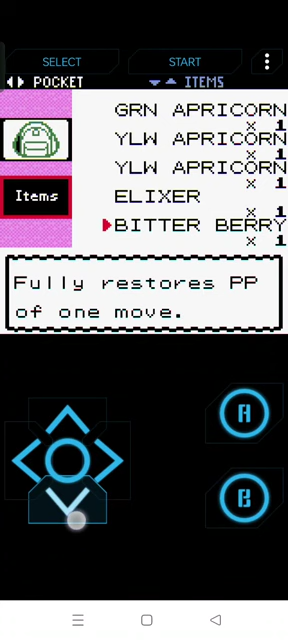 SELECT START
POCKET ITEMS
GRN APRICORN
× 1
YLW APRICORN
× 1
YLW APRICORN
× 1
Items
ELIXER
× 1
BITTER BERRY
× 1
Fully restores PP
of one move.
A
B